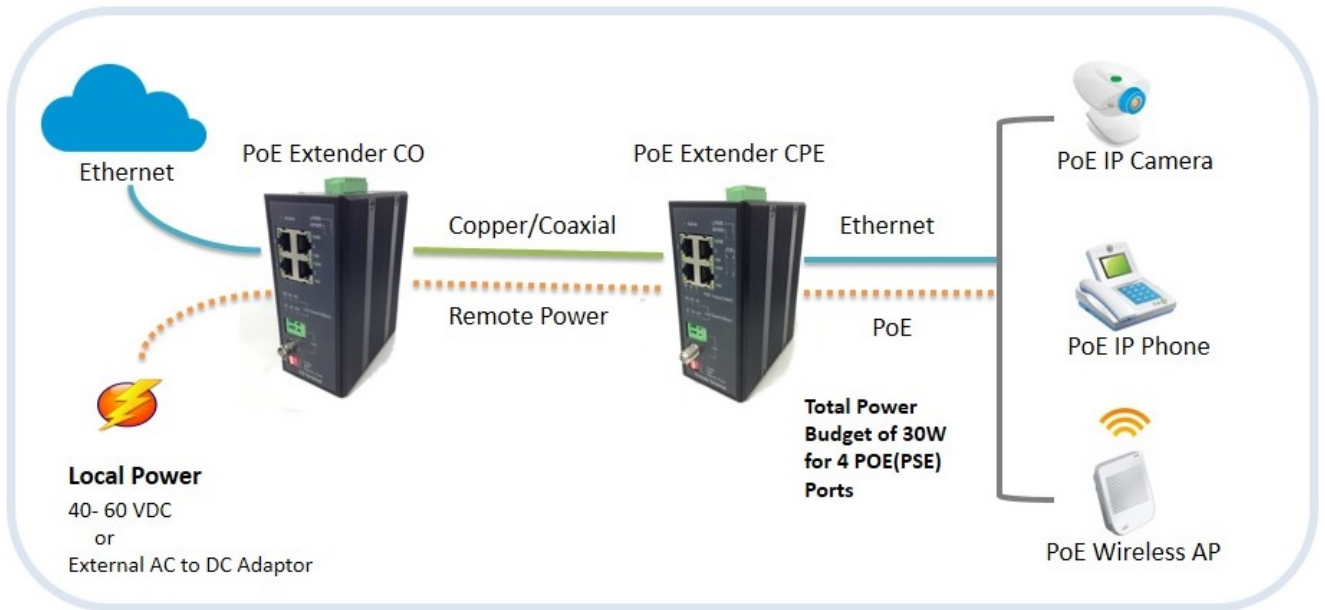 Ethernet
PoE Extender CO
PoE Extender CPE
Copper/Coaxial
Remote Power
Ethernet
PoE
PoE IP Camera
PoE IP Phone
PoE Wireless AP
Total Power
Budget of 30W
for 4 POE(PSE)
Ports
Local Power
40- 60 VDC
or
External AC to DC Adaptor